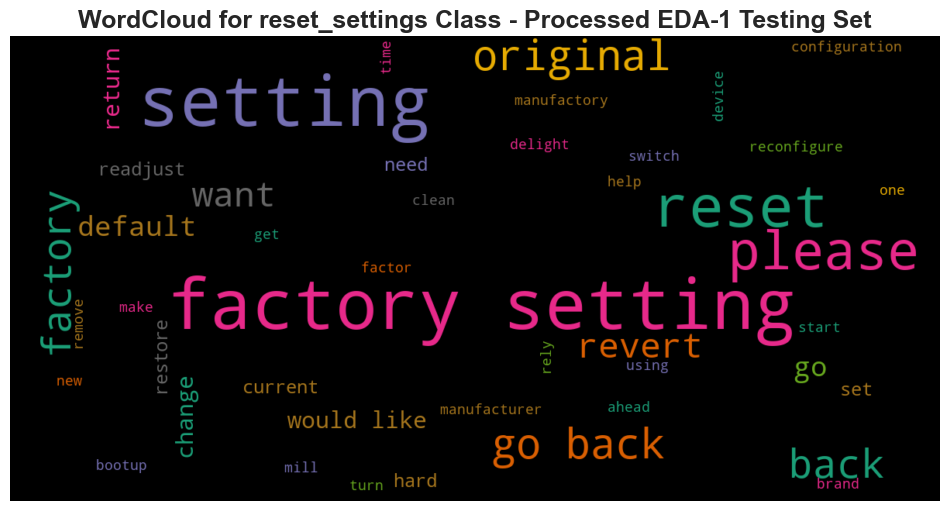 WordCloud for reset_settings Class - Processed EDA-1 Testing Set
original
configuration
time
return
setting
device
manufactory
delight
switch
reconfigure
need
readjust
help
want
clean
one
reset
factory
default
get
please
factor
factory setting
remove
make
start
restore
revert
rely
using
go
new
current
change
set
would like
manufacturer
ahead
go back
back
bootup
mill
turn
hard
brand